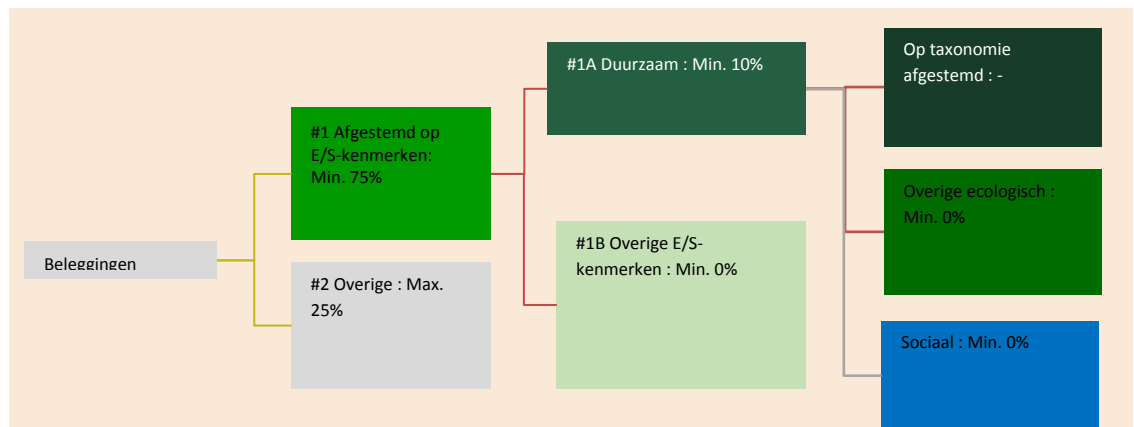 Beleggingen
#1 Afgestemd op
E/S-kenmerken:
Min. 75%
#2 Overige : Max.
25%
#1A Duurzaam : Min. 10%
#1B Overige E/S-
kenmerken : Min. 0%
Op taxonomie
afgestemd : -
Overige ecologisch :
Min. 0%
Sociaal : Min. 0%